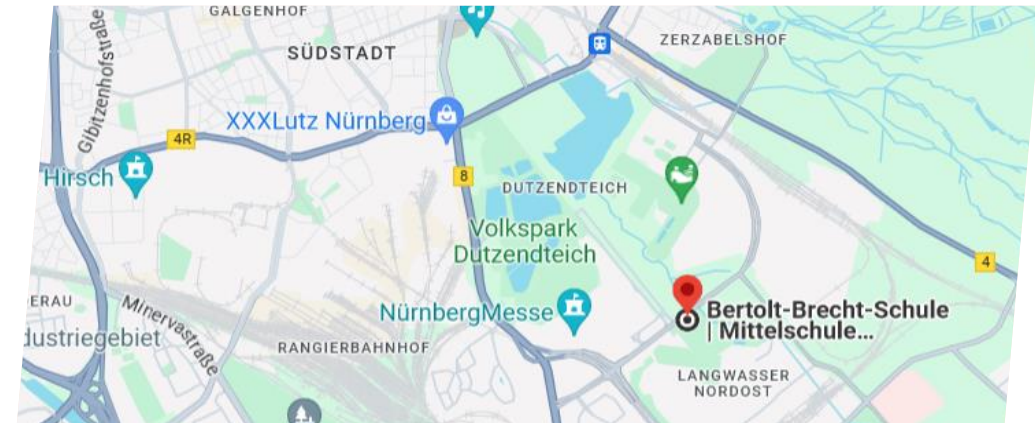 GALGENHOF
SÜDSTADT
ZERZABELSHOF
Gibitzenhofstraße
XXXLutz Nürnberg
4R
Hirsch
8
DUTZENDTEICH
Volkspark
Dutzendteich
4
ERAU
Minervastraße
NürnbergMesse
Bertolt-Brecht-Schule
| Mittelschule...
dustriegebiet
RANGIERBAHNHOF
LANGWASSER
NORDOST